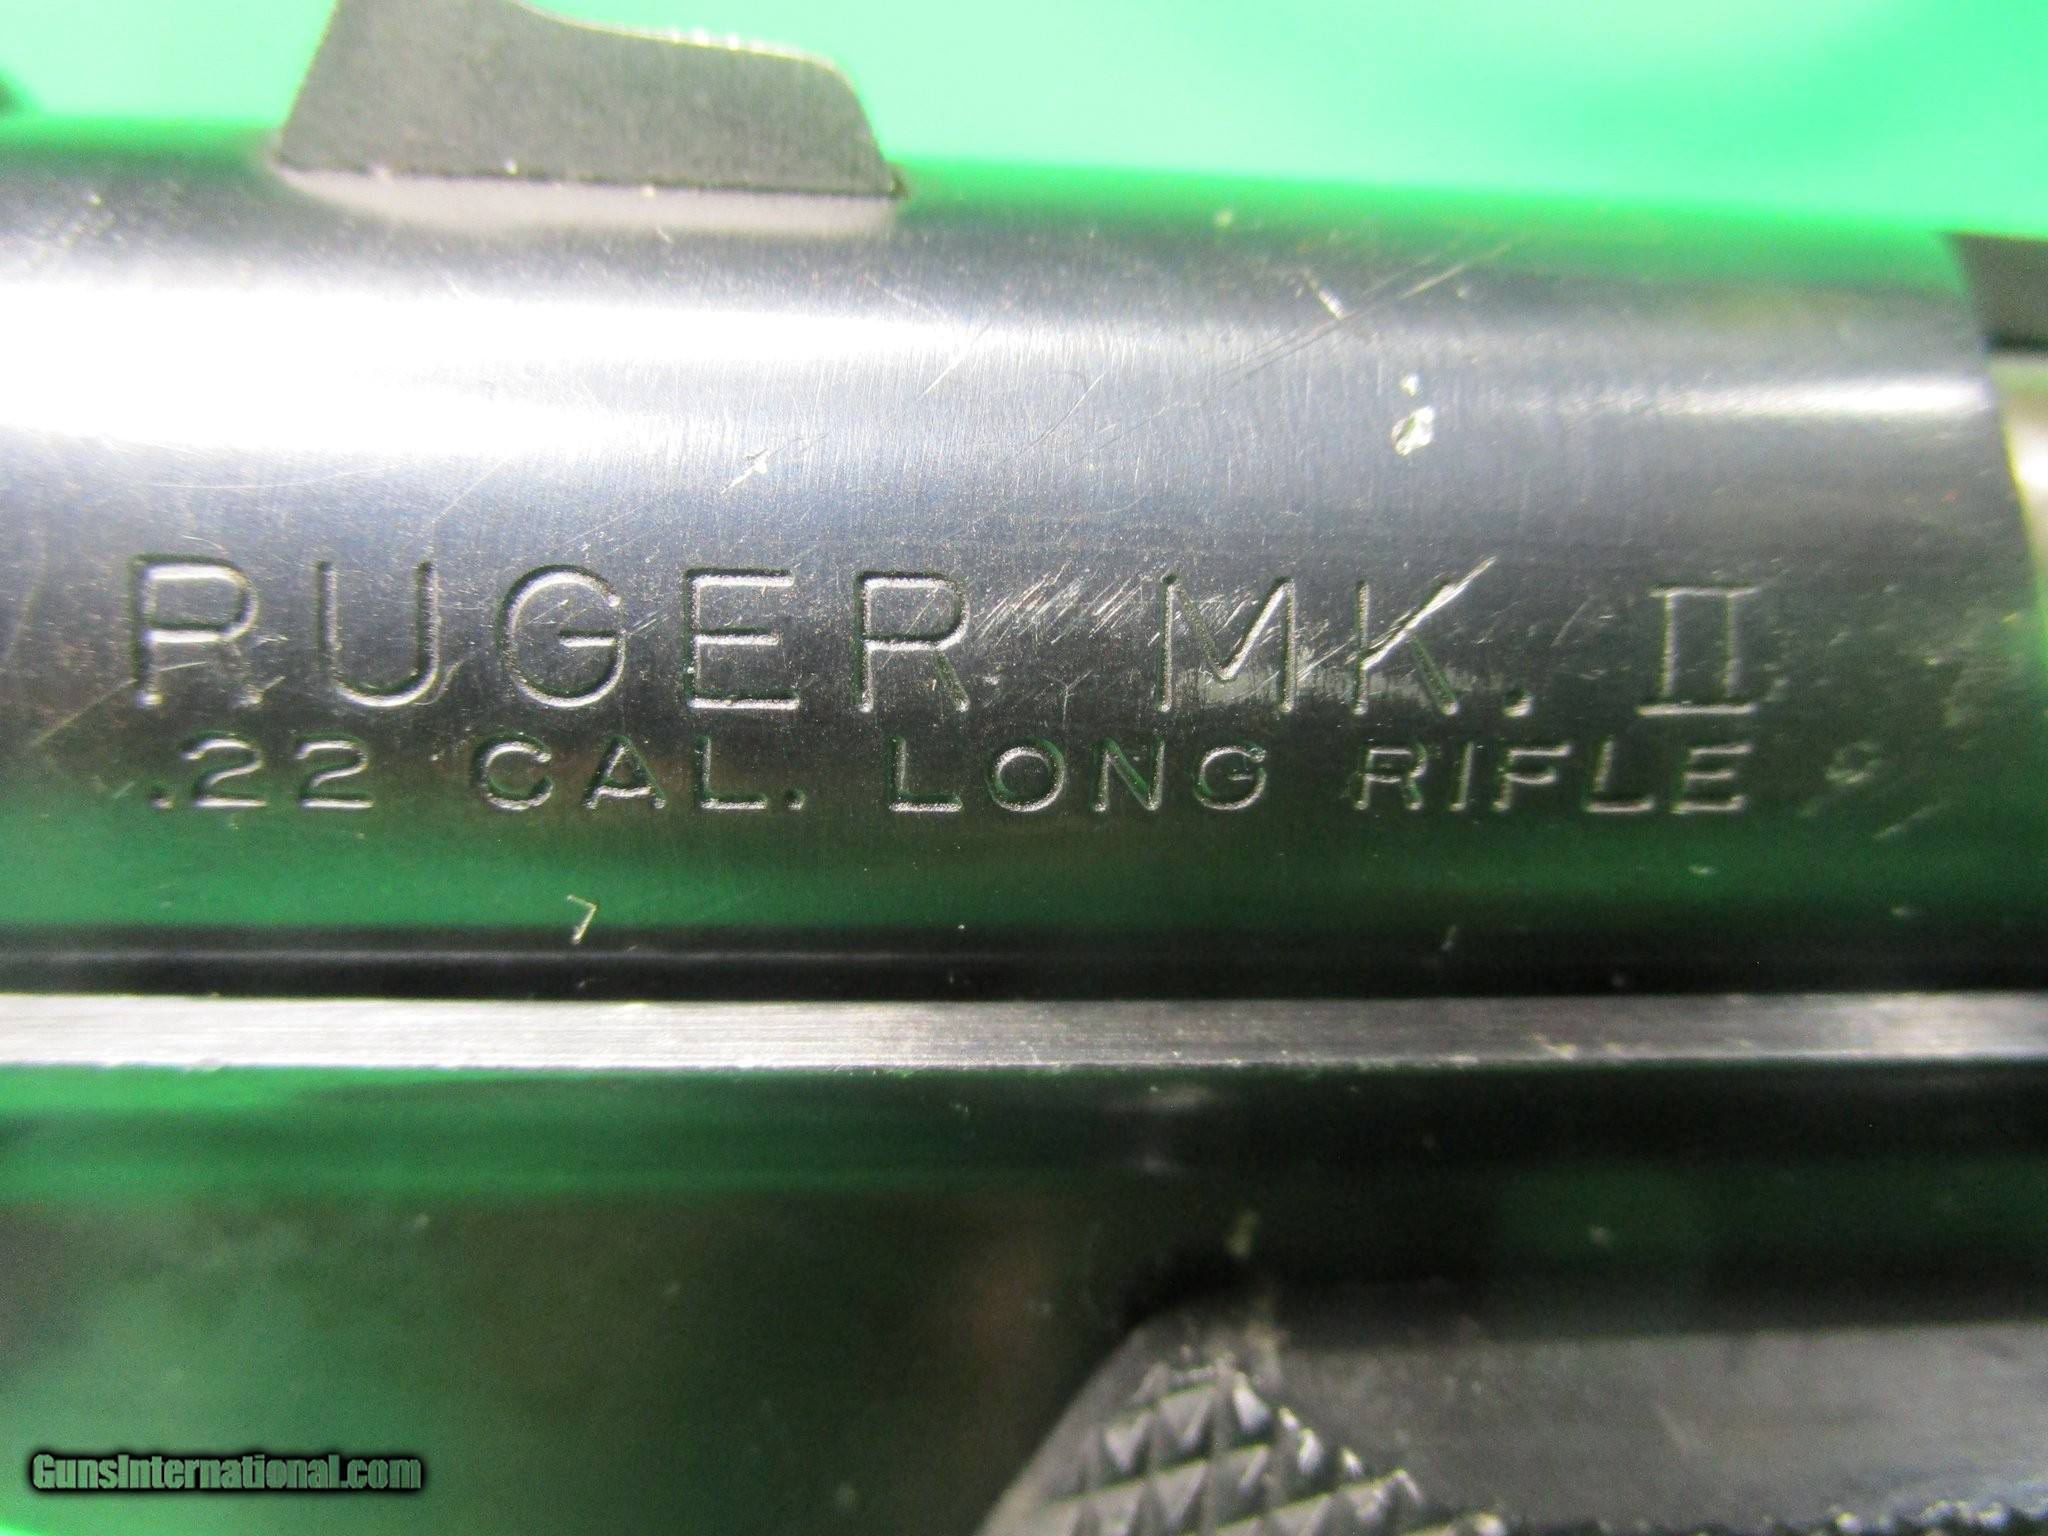 RUGER MK. II
.22 CAL. LONG RIFLE
GunsInternational.com